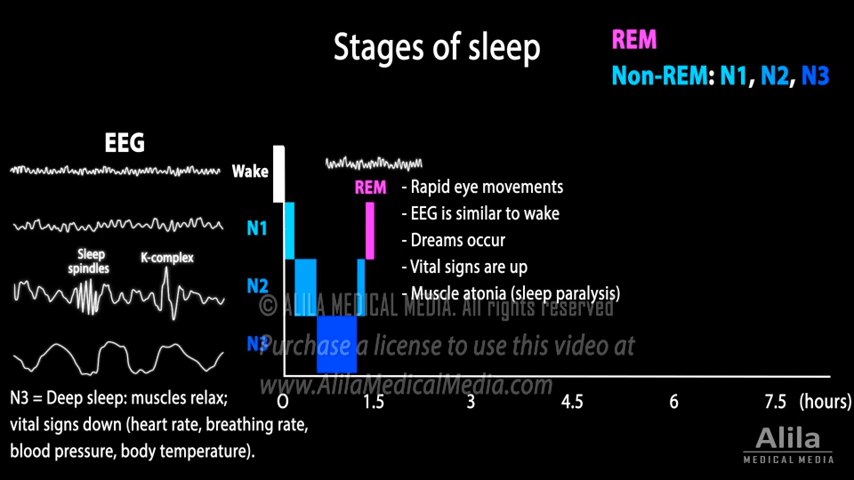 Stages of sleep
REM
Non-REM: N1, N2, N3
EEG
Wake
REM
- Rapid eye movements
- EEG is similar to wake
- Dreams occur
- Vital signs are up
- Muscle atonia (sleep paralysis)
N1
Sleep
spindles
K-complex
N2
N3
© ALILA MEDICAL MEDIA. All rights reserved
Purchase a license to use this video at
www.AlilaMedicalMedia.com
N3 = Deep sleep: muscles relax;
vital signs down (heart rate, breathing rate,
blood pressure, body temperature).
0 1.5 3 4.5 6 7.5 (hours)
Alila
MEDICAL MEDIA